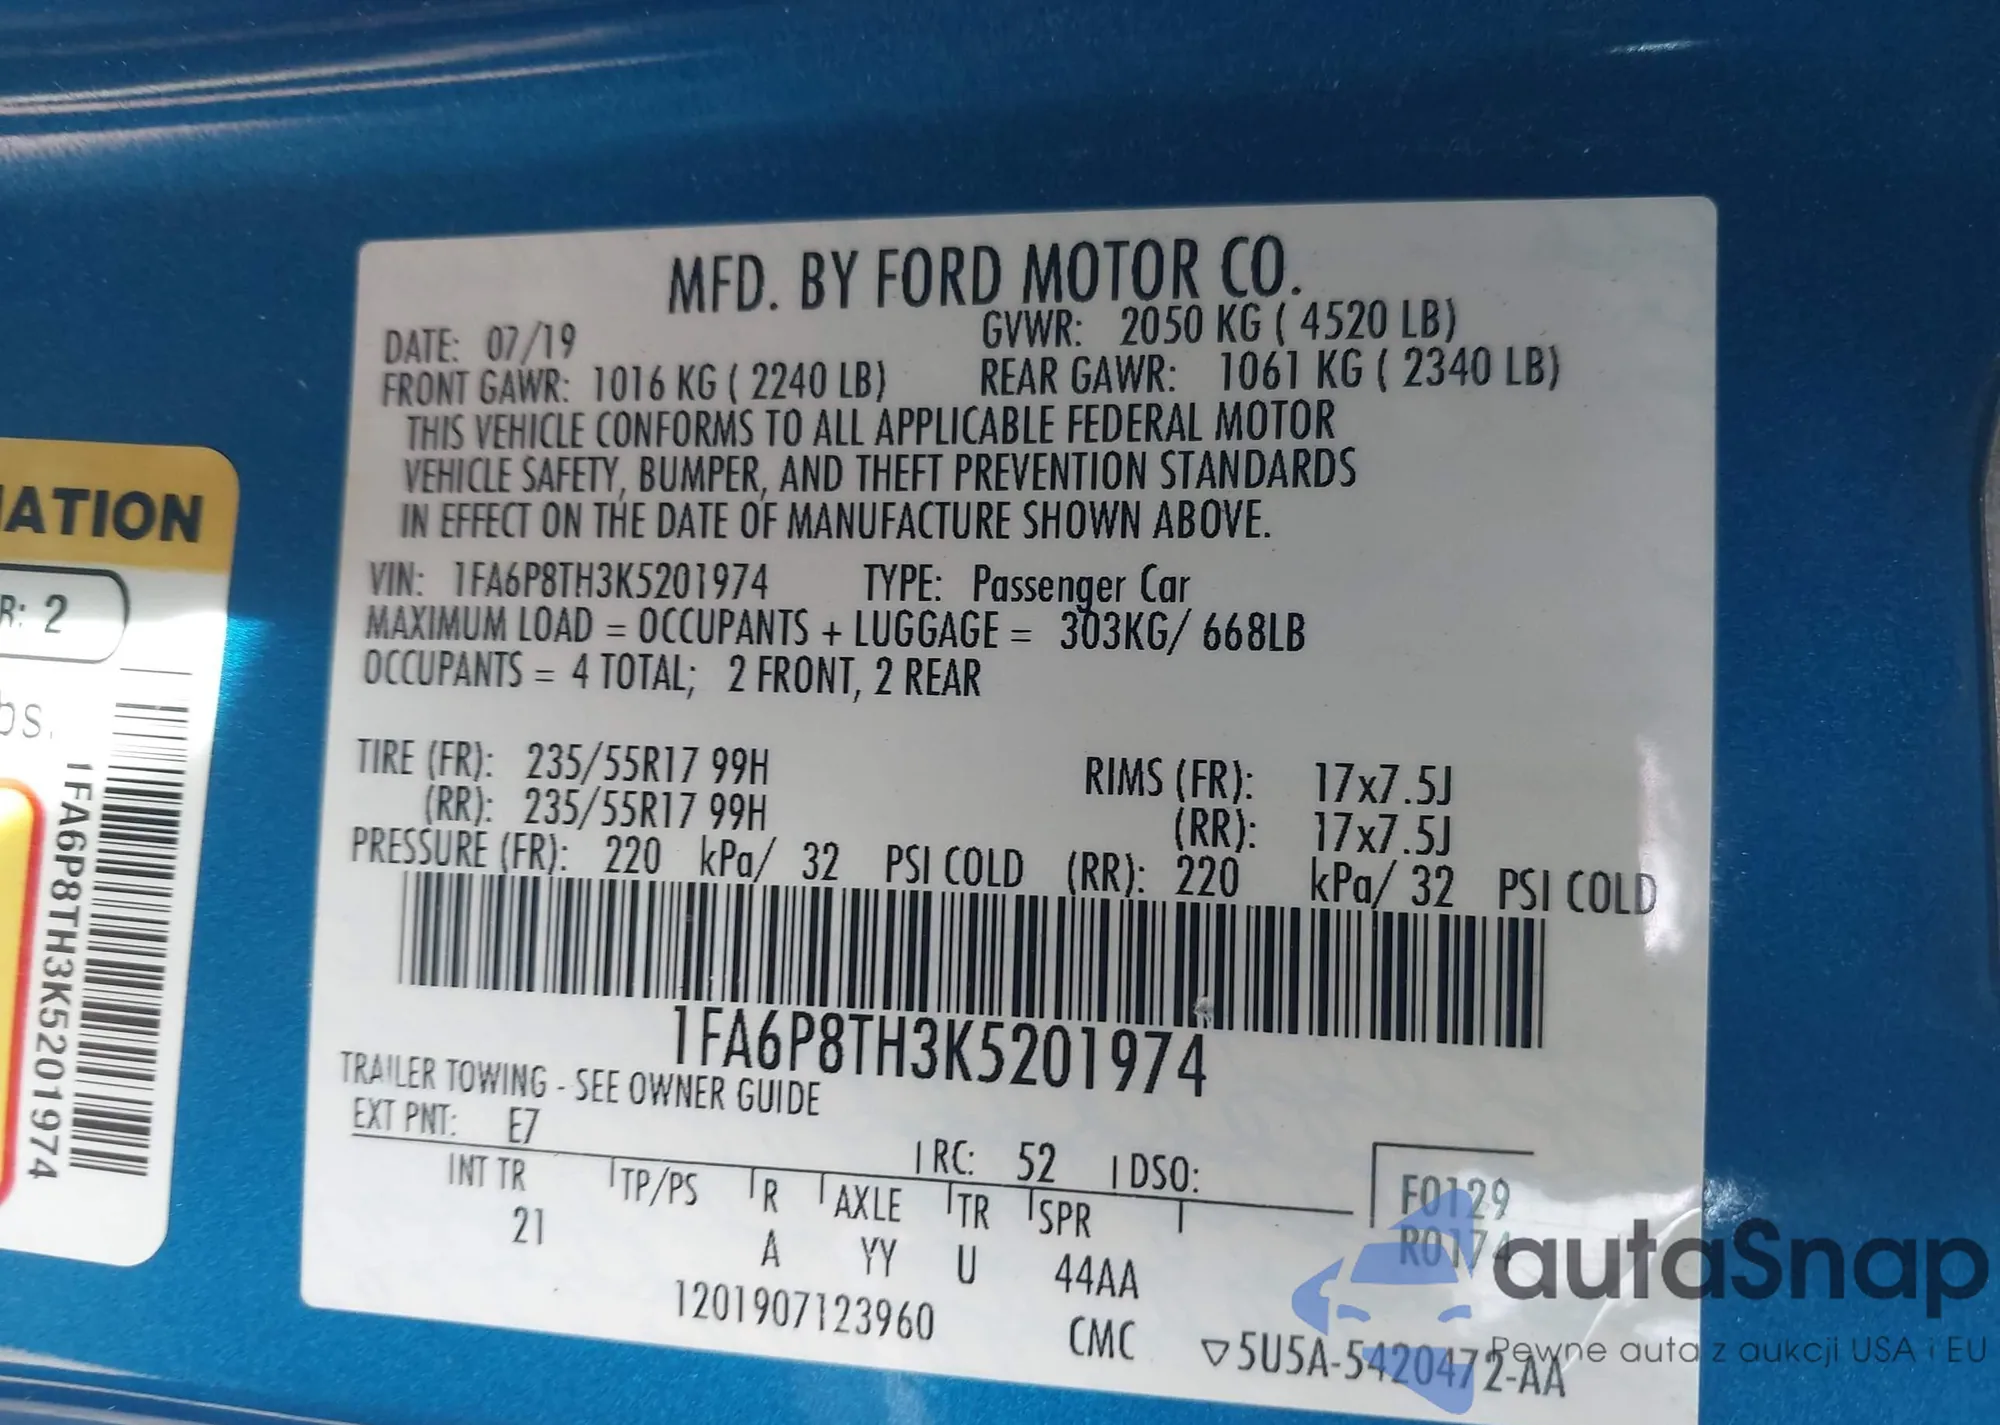 MFD. BY FORD MOTOR CO.
DATE: 07/19 GVWR: 2050 KG ( 4520 LB)
FRONT GAWR: 1016 KG ( 2240 LB) REAR GAWR: 1061 KG ( 2340 LB)
THIS VEHICLE CONFORMS TO ALL APPLICABLE FEDERAL MOTOR
VEHICLE SAFETY, BUMPER, AND THEFT PREVENTION STANDARDS
IN EFFECT ON THE DATE OF MANUFACTURE SHOWN ABOVE.
VIN: 1FA6P8TH3K5201974 TYPE: Passenger Car
MAXIMUM LOAD = OCCUPANTS + LUGGAGE = 303KG/ 668LB
OCCUPANTS = 4 TOTAL; 2 FRONT, 2 REAR
TIRE (FR): 235/55R17 99H RIMS (FR): 17x7.5J
(RR): 235/55R17 99H (RR): 17x7.5J
PRESSURE (FR): 220 kPa/ 32 PSI COLD (RR): 220 kPa/ 32 PSI COLD
1FA6P8TH3K5201974
TRAILER TOWING - SEE OWNER GUIDE
EXT PNT: E7 RC: 52 DSO:
INT TR TP/PS R AXLE TR SPR
21 A YY U 44AA
F0129
R0174
1201907123960 CMC ▽5U5A-5420472-AA
ATION
R: 2
bs.
1FA6P8TH3K5201974
autaSnap
Pewne auta z aukcji USA i EU